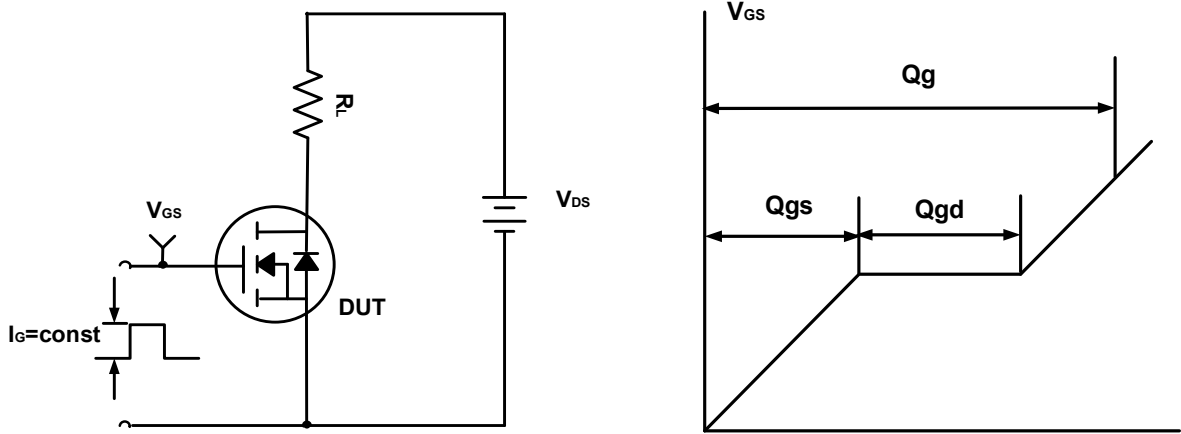 RL
VGS
VDS
DUT
IG=const
VGS
Qg
Qgs
Qgd